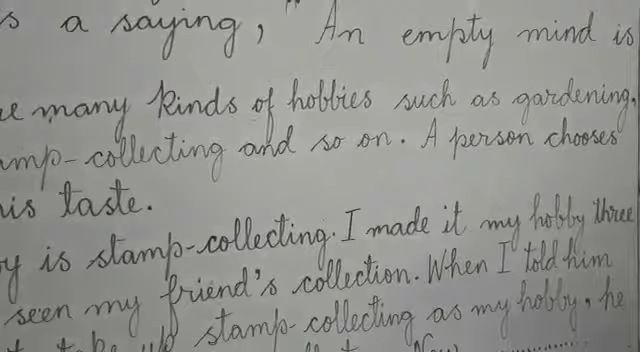 a saying, " An empty mind is
many kinds of hobbies such as gardening,
-collecting and so on. A person chooses
his taste.
is stamp-collecting. I made it my hobby three
seen my friend's collection. When I told him
up stamp-collecting as my hobby, he